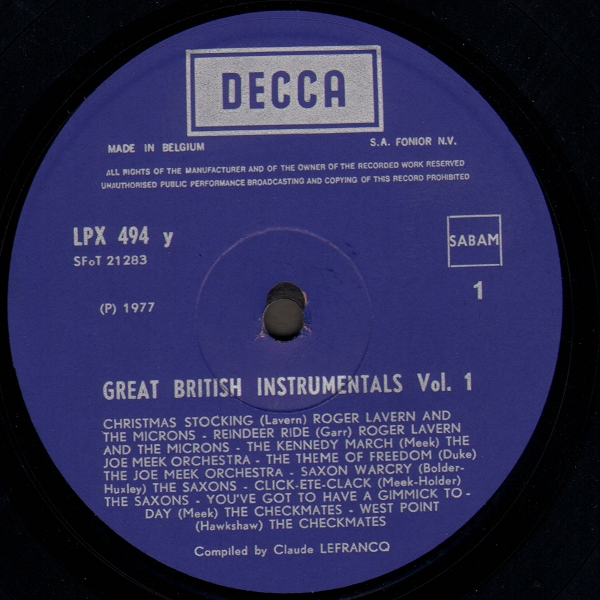 DECCA
MADE IN BELGIUM
S.A. FONIOR N.V.
ALL RIGHTS OF THE MANUFACTURER AND OF THE OWNER OF THE RECORDED WORK RESERVED
UNAUTHORISED PUBLIC PERFORMANCE BROADCASTING AND COPYING OF THIS RECORD PROHIBITED
LPX 494 y
SFoT 21283
SABAM
1
(P) 1977
GREAT BRITISH INSTRUMENTALS Vol. 1
CHRISTMAS STOCKING (Lavern) ROGER LAVERN AND
THE MICRONS - REINDEER RIDE (Garr) ROGER LAVERN
AND THE MICRONS - THE KENNEDY MARCH (Meek) THE
JOE MEEK ORCHESTRA - THE THEME OF FREEDOM (Duke)
THE JOE MEEK ORCHESTRA - SAXON WARCRY (Bolder-
Huxley) THE SAXONS - CLICK-ETE-CLACK (Meek-Holder)
THE SAXONS - YOU'VE GOT TO HAVE A GIMMICK TO-
DAY (Meek) THE CHECKMATES - WEST POINT
(Hawkshaw) THE CHECKMATES
Compiled by Claude LEFRANCQ